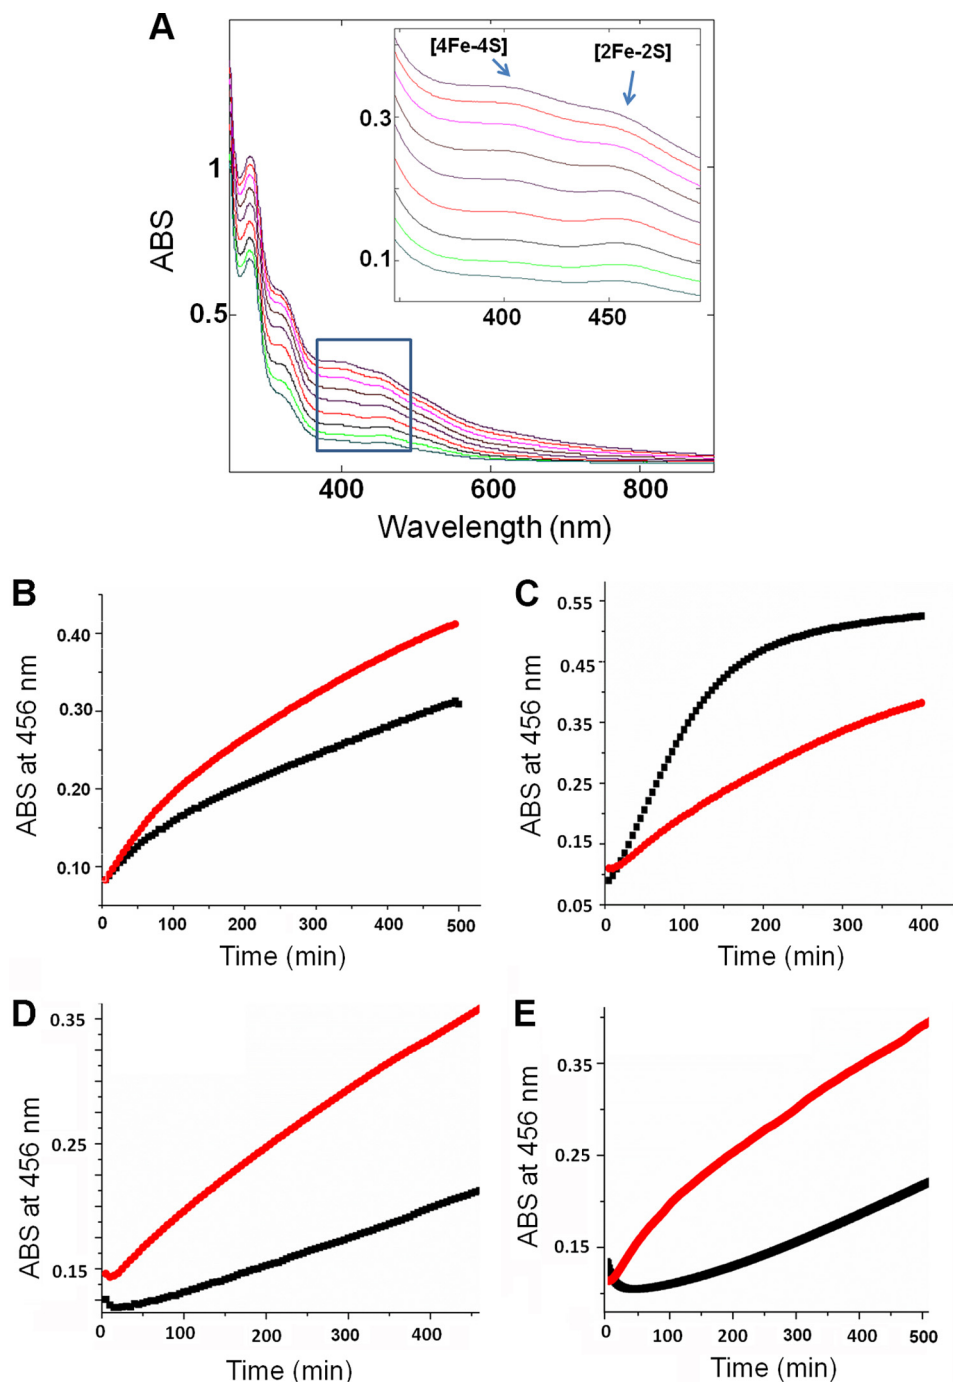 A
[4Fe-4S]
[2Fe-2S]
0.3
0.1
400 450
1
0.5
ABS
400 600 800
Wavelength (nm)
B
0.40
0.30
0.20
0.10
ABS at 456 nm
0 100 200 300 400 500
Time (min)
C
0.55
0.45
0.35
0.25
0.15
0.05
ABS at 456 nm
0 100 200 300 400
Time (min)
D
0.35
0.25
0.15
ABS at 456 nm
0 100 200 300 400
Time (min)
E
0.35
0.25
0.15
ABS at 456 nm
0 100 200 300 400 500
Time (min)